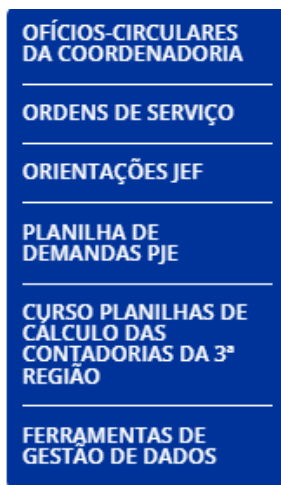 OFÍCIOS-CIRCULARES
DA COORDENADORIA
ORDENS DE SERVIÇO
ORIENTAÇÕES JEF
PLANILHA DE
DEMANDAS PJE
CURSO PLANILHAS DE
CÁLCULO DAS
CONTADORIAS DA 3ª
REGIÃO
FERRAMENTAS DE
GESTÃO DE DADOS